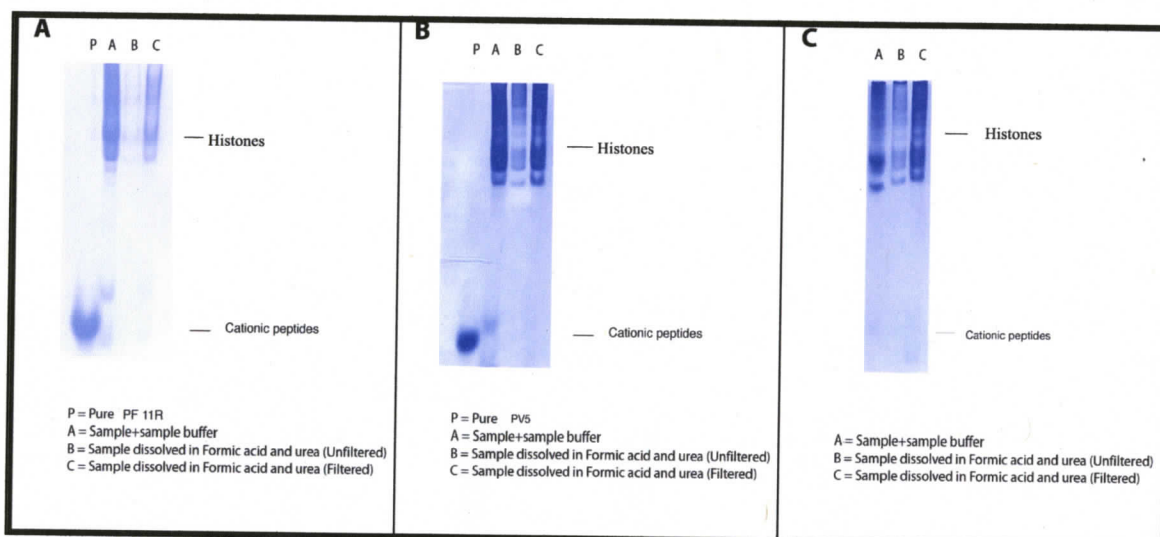 A
P A B C
Histones
Cationic peptides
P = Pure PF 11R
A = Sample+sample buffer
B = Sample dissolved in Formic acid and urea (Unfiltered)
C = Sample dissolved in Formic acid and urea (Filtered)
B
P A B C
Histones
Cationic peptides
P = Pure PV5
A = Sample+sample buffer
B = Sample dissolved in Formic acid and urea (Unfiltered)
C = Sample dissolved in Formic acid and urea (Filtered)
C
A B C
Histones
Cationic peptides
A = Sample+sample buffer
B = Sample dissolved in Formic acid and urea (Unfiltered)
C = Sample dissolved in Formic acid and urea (Filtered)